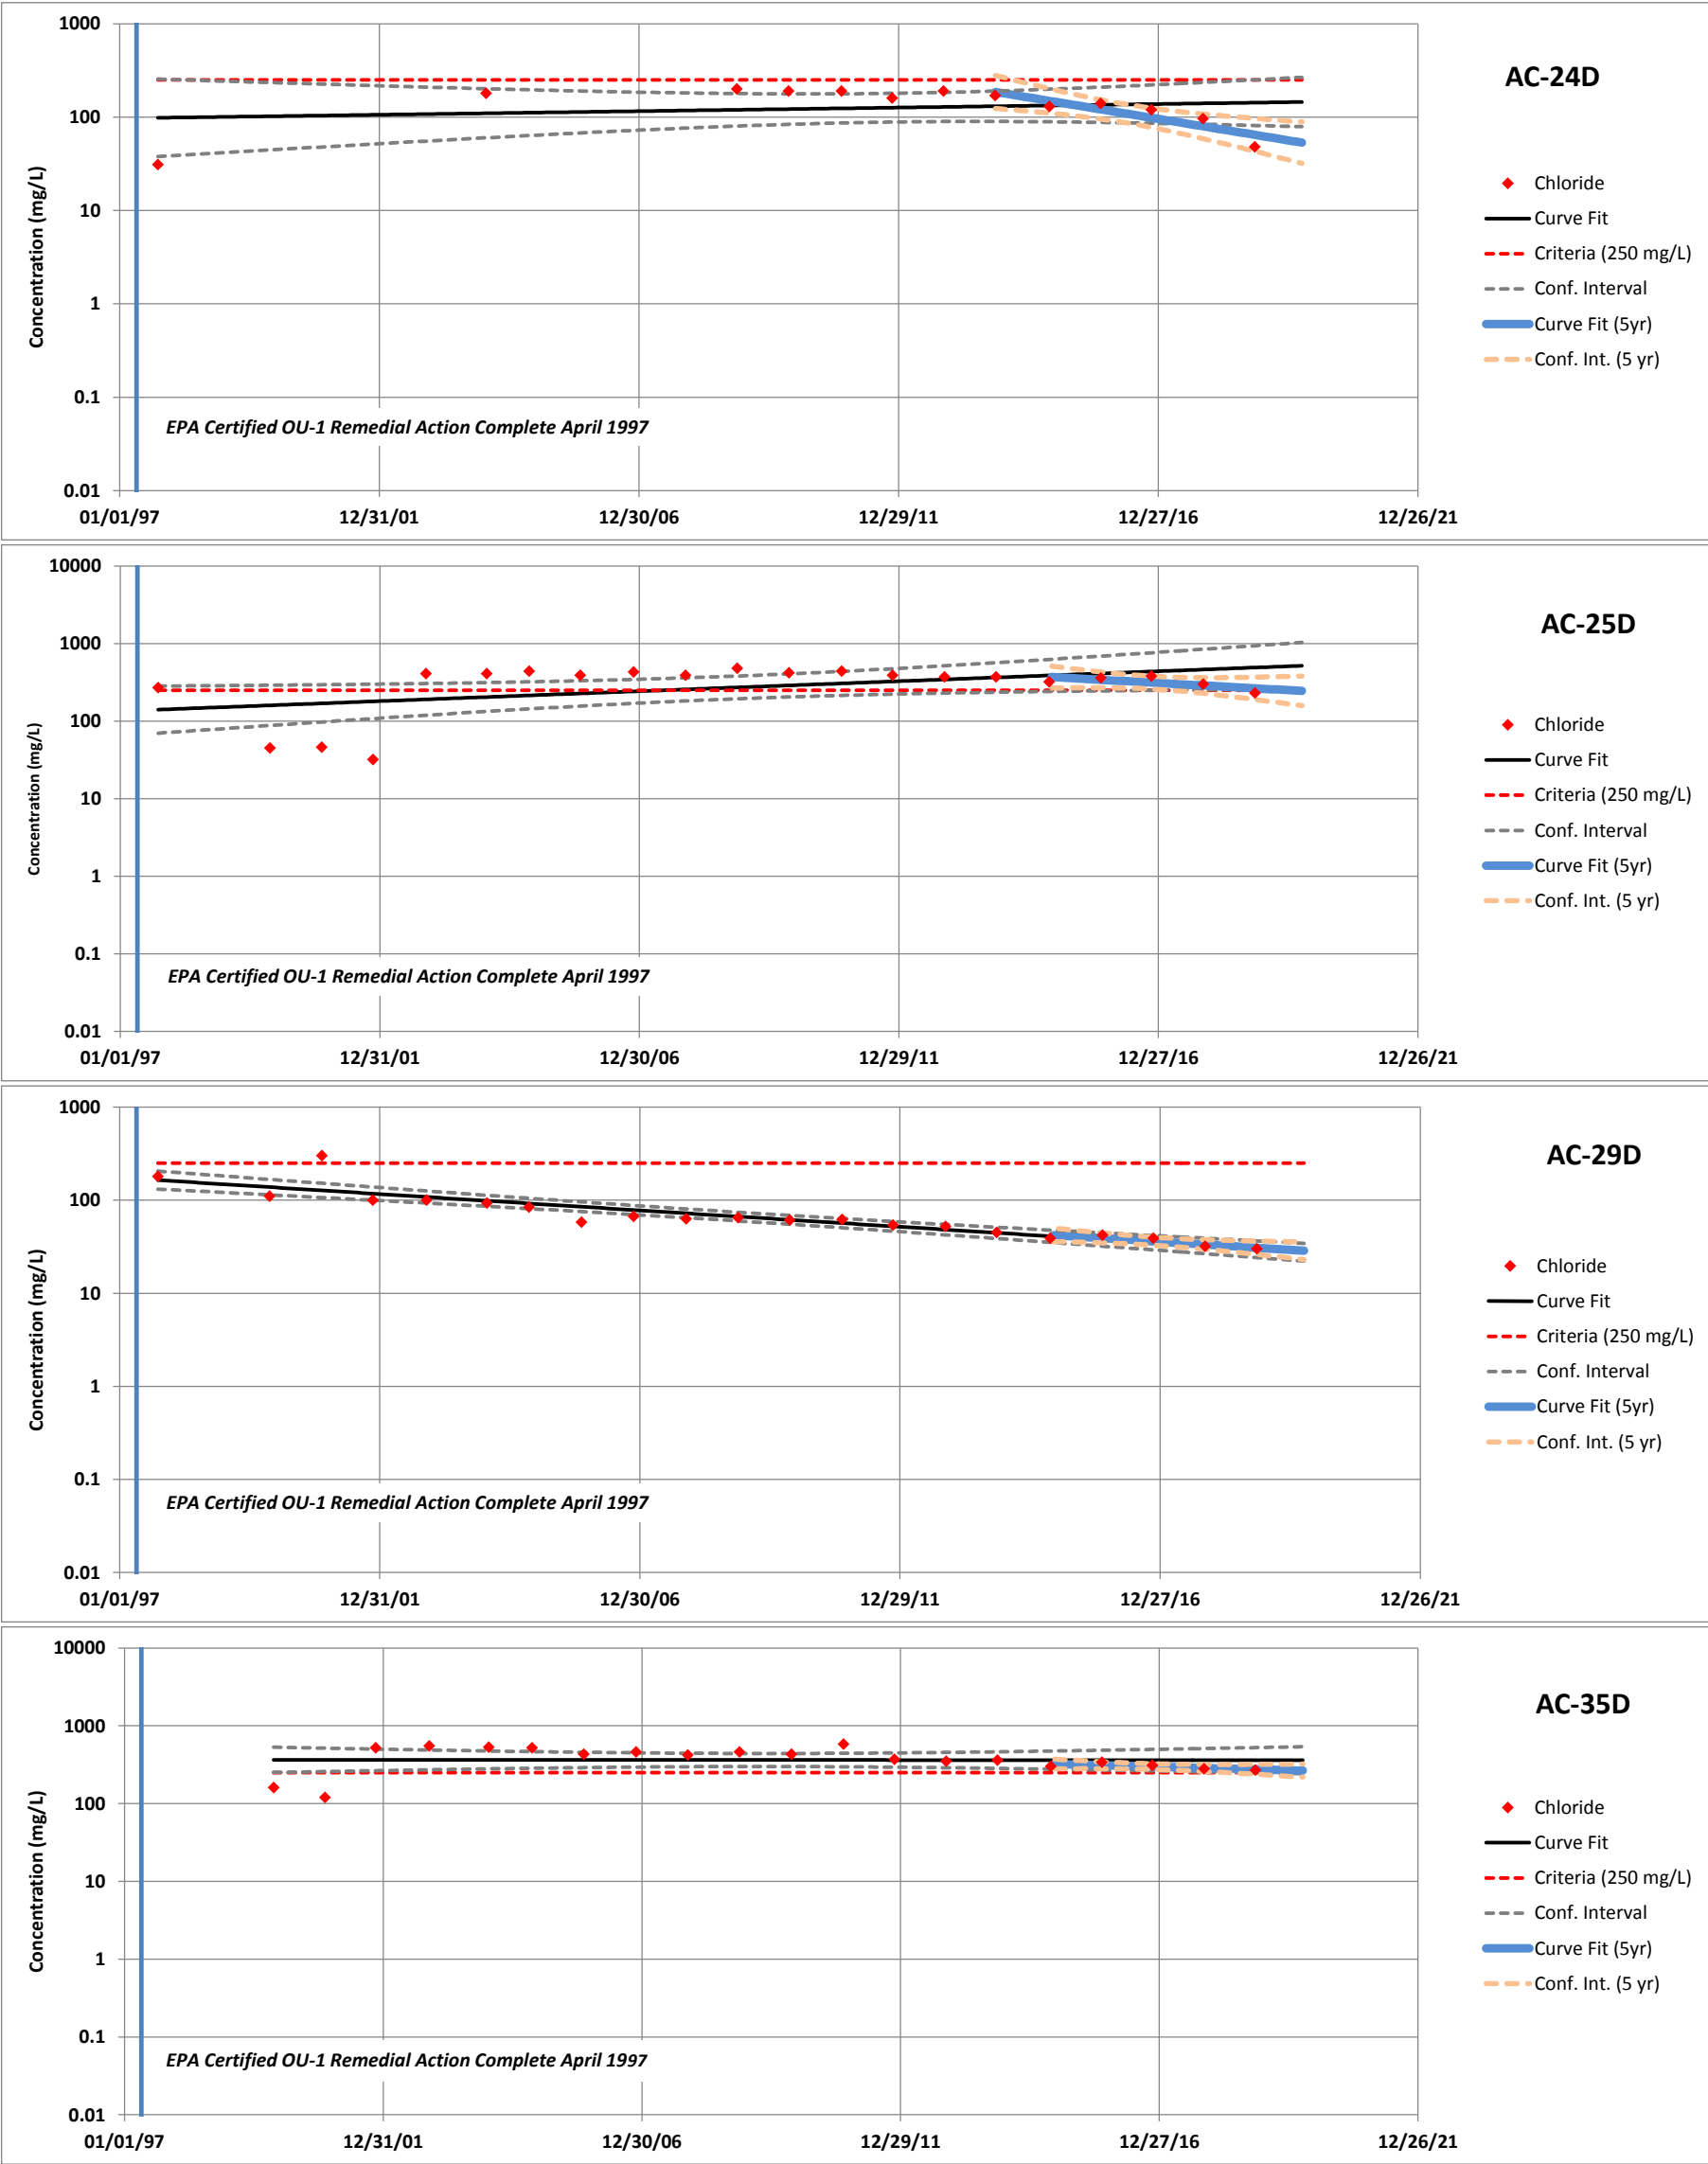 AC-24D
Concentration (mg/L)
1000
100
10
1
0.1
0.01
EPA Certified OU-1 Remedial Action Complete April 1997
01/01/97 12/31/01 12/30/06 12/29/11 12/27/16 12/26/21
Chloride
Curve Fit
Criteria (250 mg/L)
Conf. Interval
Curve Fit (5yr)
Conf. Int. (5 yr)
AC-25D
Concentration (mg/L)
10000
1000
100
10
1
0.1
0.01
EPA Certified OU-1 Remedial Action Complete April 1997
01/01/97 12/31/01 12/30/06 12/29/11 12/27/16 12/26/21
Chloride
Curve Fit
Criteria (250 mg/L)
Conf. Interval
Curve Fit (5yr)
Conf. Int. (5 yr)
AC-29D
Concentration (mg/L)
1000
100
10
1
0.1
0.01
EPA Certified OU-1 Remedial Action Complete April 1997
01/01/97 12/31/01 12/30/06 12/29/11 12/27/16 12/26/21
Chloride
Curve Fit
Criteria (250 mg/L)
Conf. Interval
Curve Fit (5yr)
Conf. Int. (5 yr)
AC-35D
Concentration (mg/L)
10000
1000
100
10
1
0.1
0.01
EPA Certified OU-1 Remedial Action Complete April 1997
01/01/97 12/31/01 12/30/06 12/29/11 12/27/16 12/26/21
Chloride
Curve Fit
Criteria (250 mg/L)
Conf. Interval
Curve Fit (5yr)
Conf. Int. (5 yr)